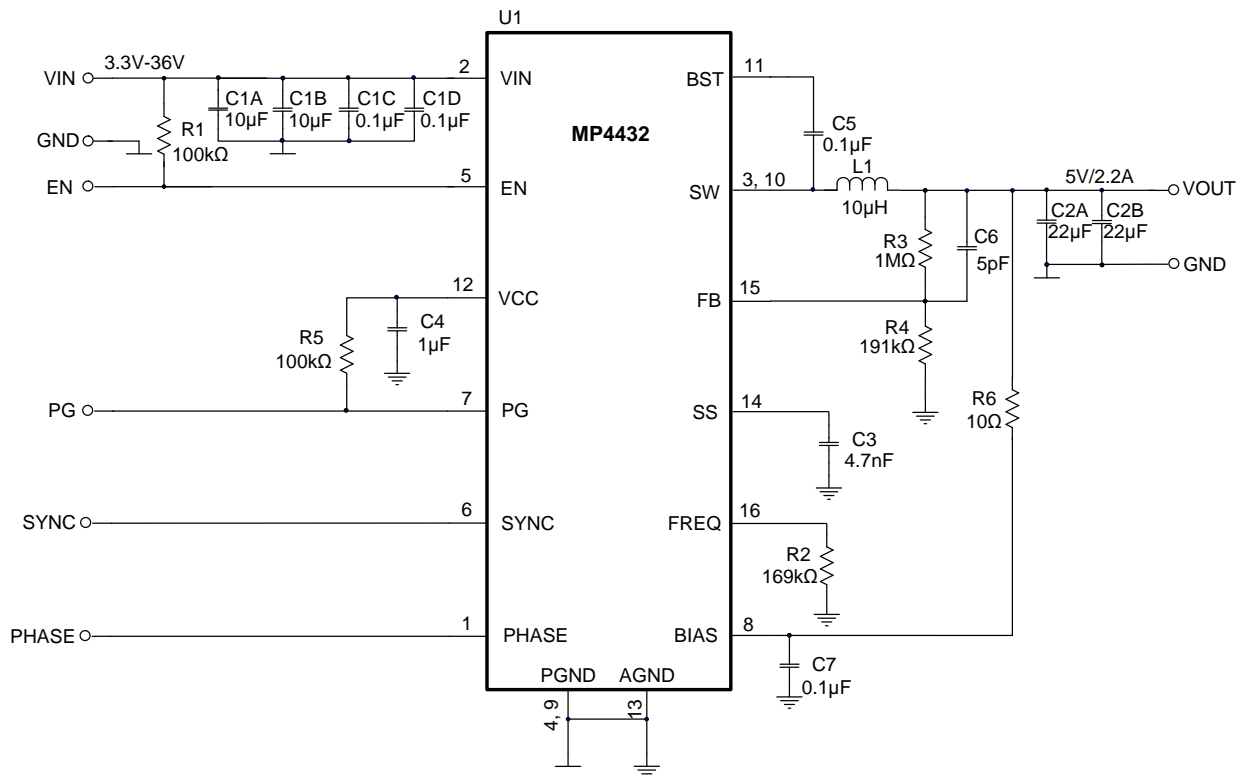 U1
MP4432
VIN
3.3V-36V
2
VIN
C1A
10µF
C1B
10µF
C1C
0.1µF
C1D
0.1µF
GND
R1
100kΩ
EN
5
EN
12
VCC
C4
1µF
R5
100kΩ
PG
7
PG
SYNC
6
SYNC
PHASE
1
PHASE
PGND
4, 9
AGND
13
BST
11
C5
0.1µF
SW
3, 10
L1
10µH
5V/2.2A
VOUT
C2A
22µF
C2B
22µF
GND
R3
1MΩ
C6
5pF
FB
15
R4
191kΩ
SS
14
C3
4.7nF
R6
10Ω
FREQ
16
R2
169kΩ
BIAS
8
C7
0.1µF